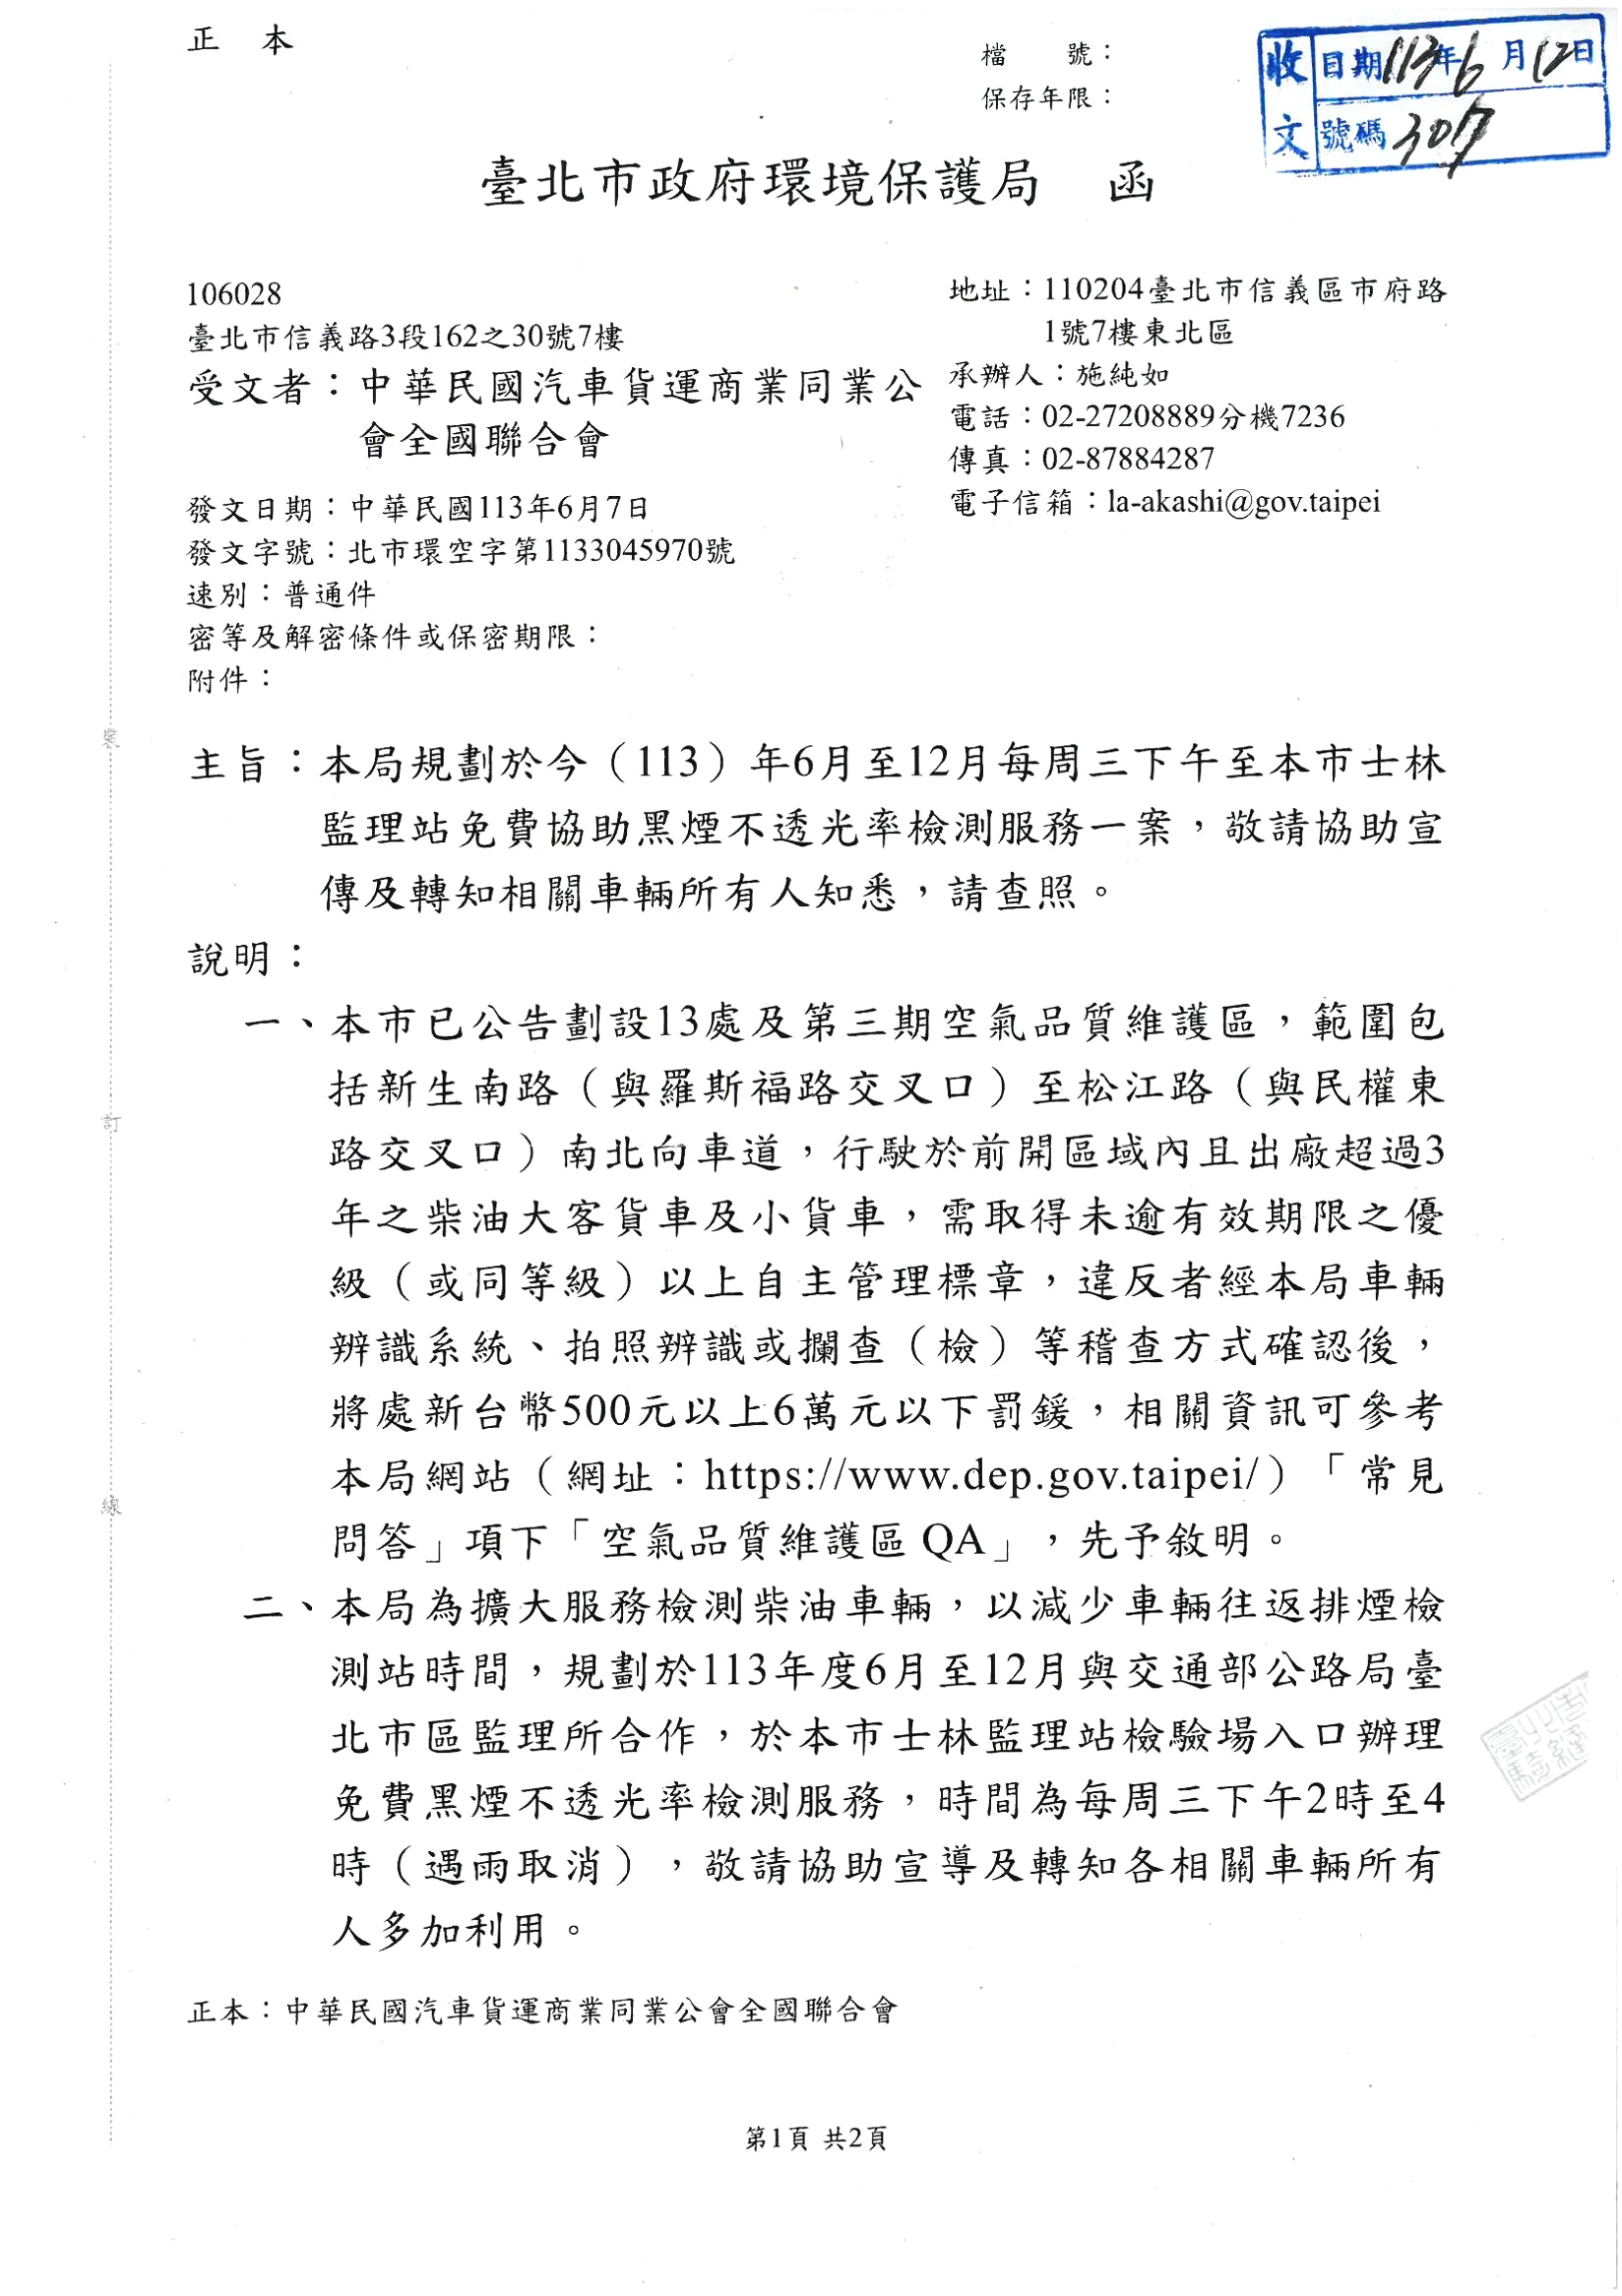 正 本
檔 號：
保存年限：
收文 日期113年6月12日
號碼307
臺北市政府環境保護局 函
106028
臺北市信義路3段162之30號7樓
受文者：中華民國汽車貨運商業同業公
會全國聯合會
地址：110204臺北市信義區市府路
1號7樓東北區
承辦人：施純如
電話：02-27208889分機7236
傳真：02-87884287
電子信箱：la-akashi@gov.taipei
發文日期：中華民國113年6月7日
發文字號：北市環空字第1133045970號
速別：普通件
密等及解密條件或保密期限：
附件：
主旨：本局規劃於今（113）年6月至12月每周三下午至本市士林
監理站免費協助黑煙不透光率檢測服務一案，敬請協助宣
傳及轉知相關車輛所有人知悉，請查照。
說明：
一、本市已公告劃設13處及第三期空氣品質維護區，範圍包
括新生南路（與羅斯福路交叉口）至松江路（與民權東
路交叉口）南北向車道，行駛於前開區域內且出廠超過3
年之柴油大客貨車及小貨車，需取得未逾有效期限之優
級（或同等級）以上自主管理標章，違反者經本局車輛
辨識系統、拍照辨識或攔查（檢）等稽查方式確認後，
將處新台幣500元以上6萬元以下罰鍰，相關資訊可參考
本局網站（網址：https://www.dep.gov.taipei/）「常見
問答」項下「空氣品質維護區QA」，先予敘明。
二、本局為擴大服務檢測柴油車輛，以減少車輛往返排煙檢
測站時間，規劃於113年度6月至12月與交通部公路局臺
北市區監理所合作，於本市士林監理站檢驗場入口辦理
免費黑煙不透光率檢測服務，時間為每周三下午2時至4
時（遇雨取消），敬請協助宣導及轉知各相關車輛所有
人多加利用。
正本：中華民國汽車貨運商業同業公會全國聯合會
第1頁 共2頁
裝
訂
線